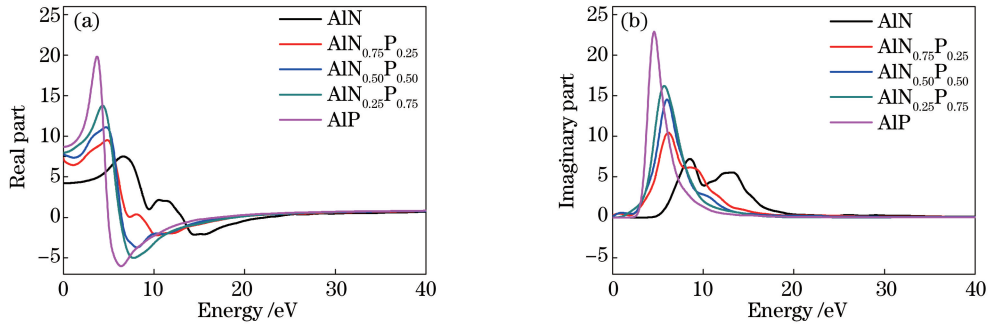 (a)
AlN
AlN0.75P0.25
AlN0.50P0.50
AlN0.25P0.75
AlP
Real part
25
20
15
10
5
0
−5
0 10 20 30 40
Energy /eV
(b)
AlN
AlN0.75P0.25
AlN0.50P0.50
AlN0.25P0.75
AlP
Imaginary part
25
20
15
10
5
0
−5
0 10 20 30 40
Energy /eV